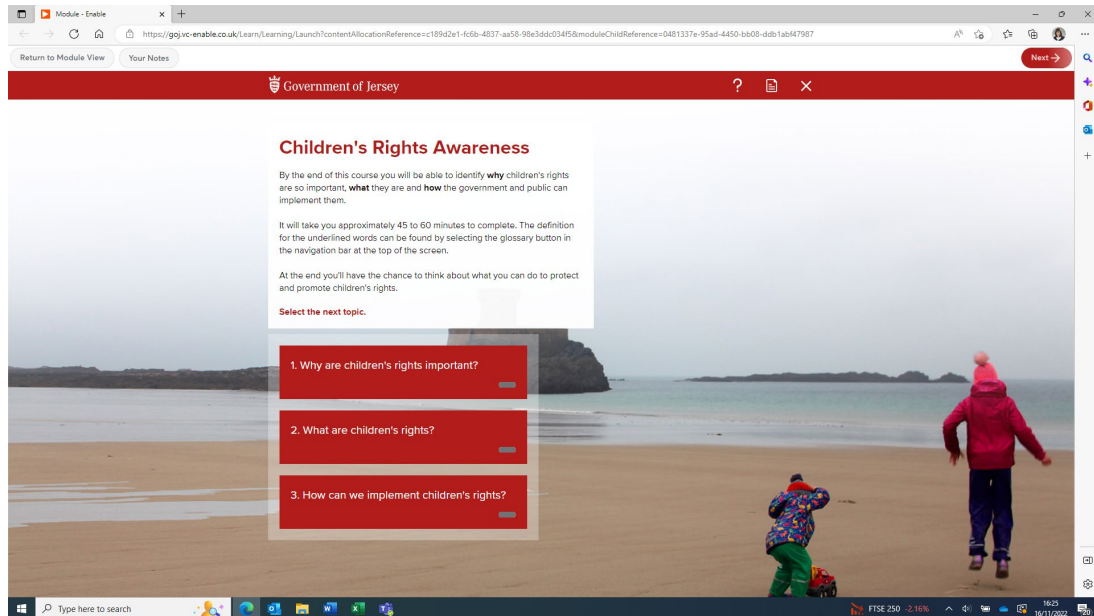 Module - Enable
https://goj.vc-enable.co.uk/Learn/Learning/Launch?contentAllocationReference=c189d2e1-fc6b-4837-aa58-98e3ddc034f5&moduleChildReference=0481337e-95ad-4450-bb08-ddb1abf47987
Return to Module View
Your Notes
Next
Government of Jersey
?
Children's Rights Awareness
By the end of this course you will be able to identify why children's rights
are so important, what they are and how the government and public can
implement them.
It will take you approximately 45 to 60 minutes to complete. The definition
for the underlined words can be found by selecting the glossary button in
the navigation bar at the top of the screen.
At the end you'll have the chance to think about what you can do to protect
and promote children's rights.
Select the next topic.
1. Why are children's rights important?
2. What are children's rights?
3. How can we implement children's rights?
Type here to search
FTSE 250 -2.16%
16:25
16/11/2022
20